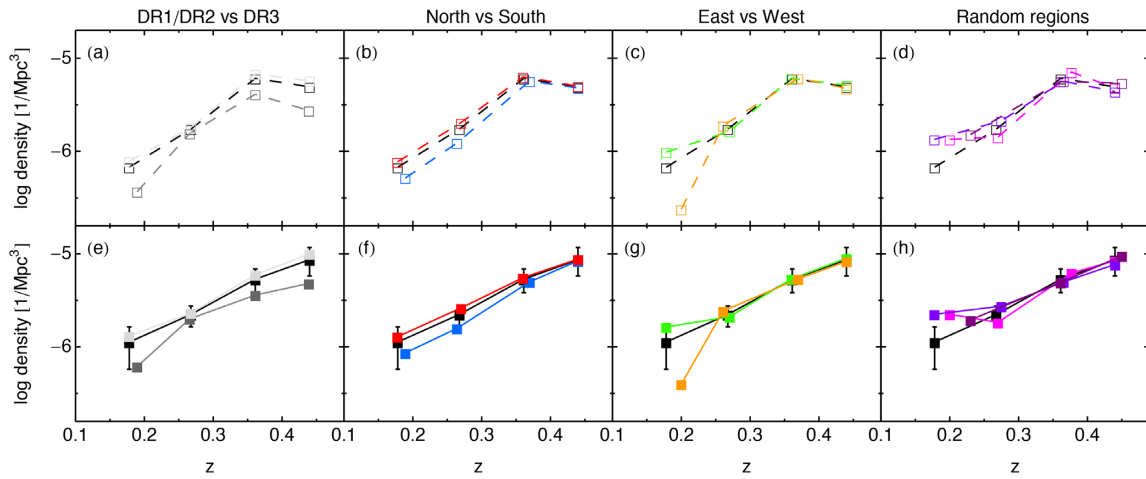 DR1/DR2 vs DR3 North vs South East vs West Random regions
(a) (b) (c) (d)
log density [1/Mpc³]
−5
−6
(e) (f) (g) (h)
log density [1/Mpc³]
−5
−6
0.1 0.2 0.3 0.4 0.1 0.2 0.3 0.4 0.1 0.2 0.3 0.4 0.1 0.2 0.3 0.4
z z z z